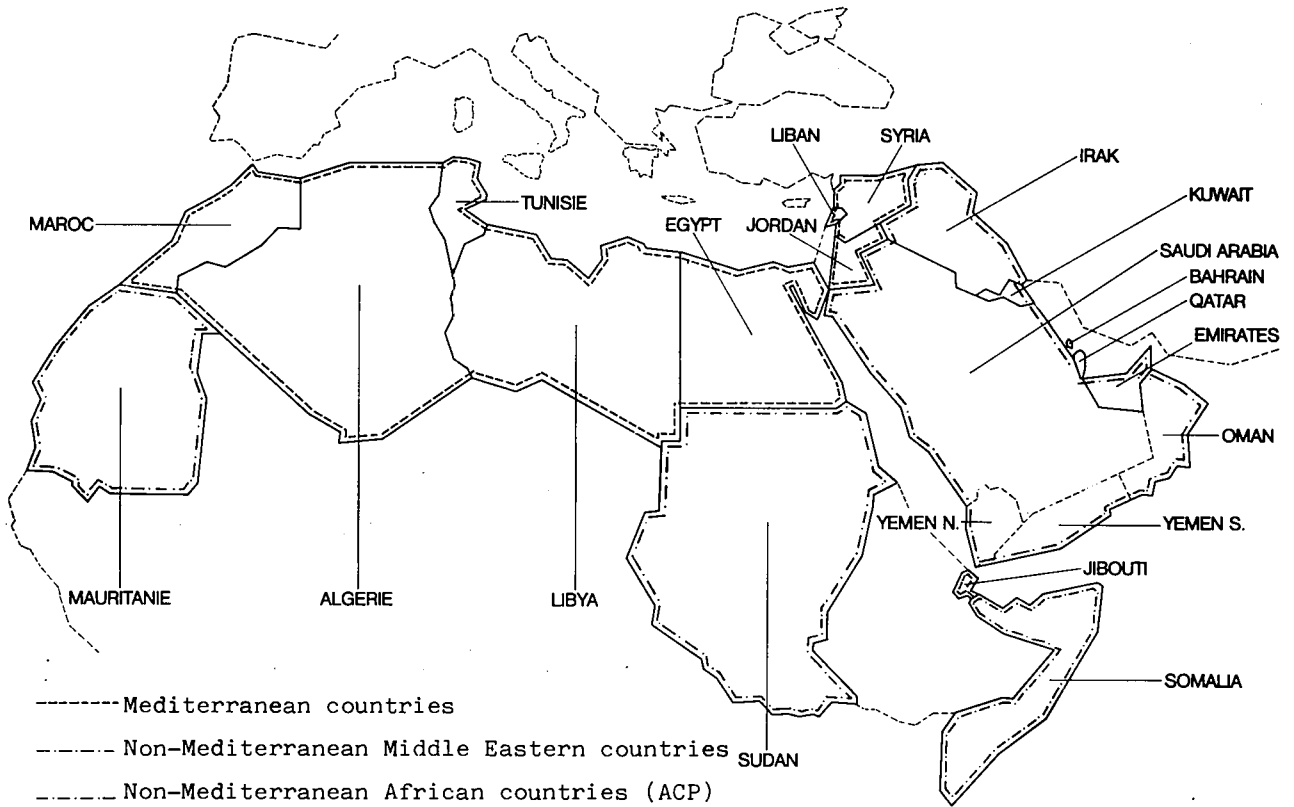 LIBAN
SYRIA
IRAK
KUWAIT
MAROC
TUNISIE
EGYPT
JORDAN
SAUDI ARABIA
BAHRAIN
QATAR
EMIRATES
OMAN
YEMEN N.
YEMEN S.
JIBOUTI
MAURITANIE
ALGERIE
LIBYA
SOMALIA
SUDAN
Mediterranean countries
Non-Mediterranean Middle Eastern countries
Non-Mediterranean African countries (ACP)